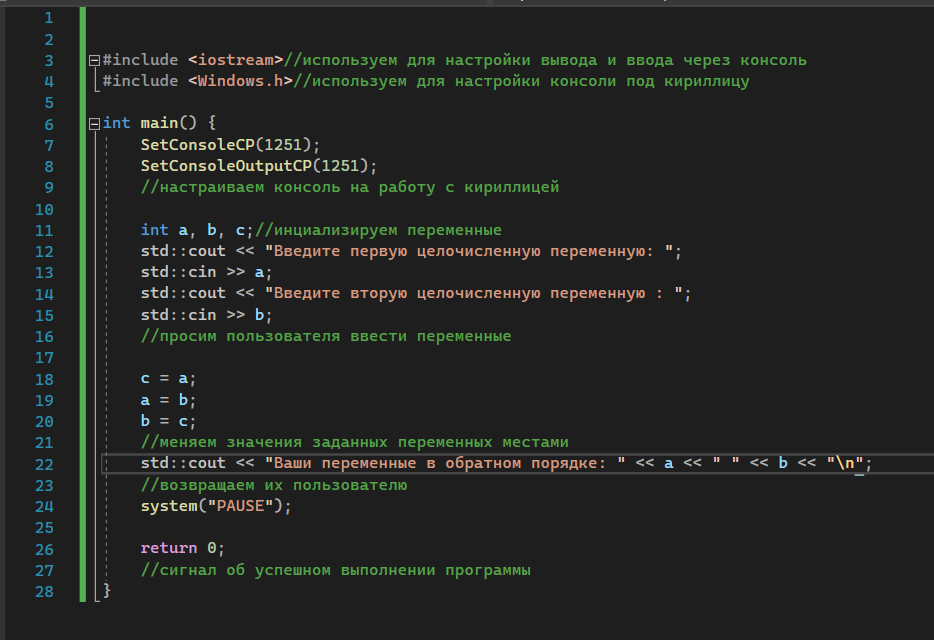 1
2
3 #include <iostream>//используем для настройки вывода и ввода через консоль
4 #include <Windows.h>//используем для настройки консоли под кириллицу
5
6 int main() {
7 SetConsoleCP(1251);
8 SetConsoleOutputCP(1251);
9 //настраиваем консоль на работу с кириллицей
10
11 int a, b, c;//инциализируем переменные
12 std::cout << "Введите первую целочисленную переменную: ";
13 std::cin >> a;
14 std::cout << "Введите вторую целочисленную переменную : ";
15 std::cin >> b;
16 //просим пользователя ввести переменные
17
18 c = a;
19 a = b;
20 b = c;
21 //меняем значения заданных переменных местами
22 std::cout << "Ваши переменные в обратном порядке: " << a << " " << b << "\n";
23 //возвращаем их пользователю
24 system("PAUSE");
25
26 return 0;
27 //сигнал об успешном выполнении программы
28 }